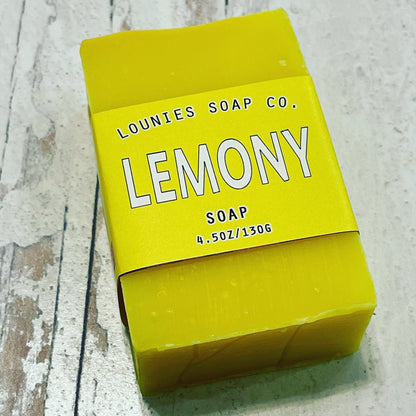 LOUNIES SOAP CO.
LEMONY
SOAP
4.5OZ/130G